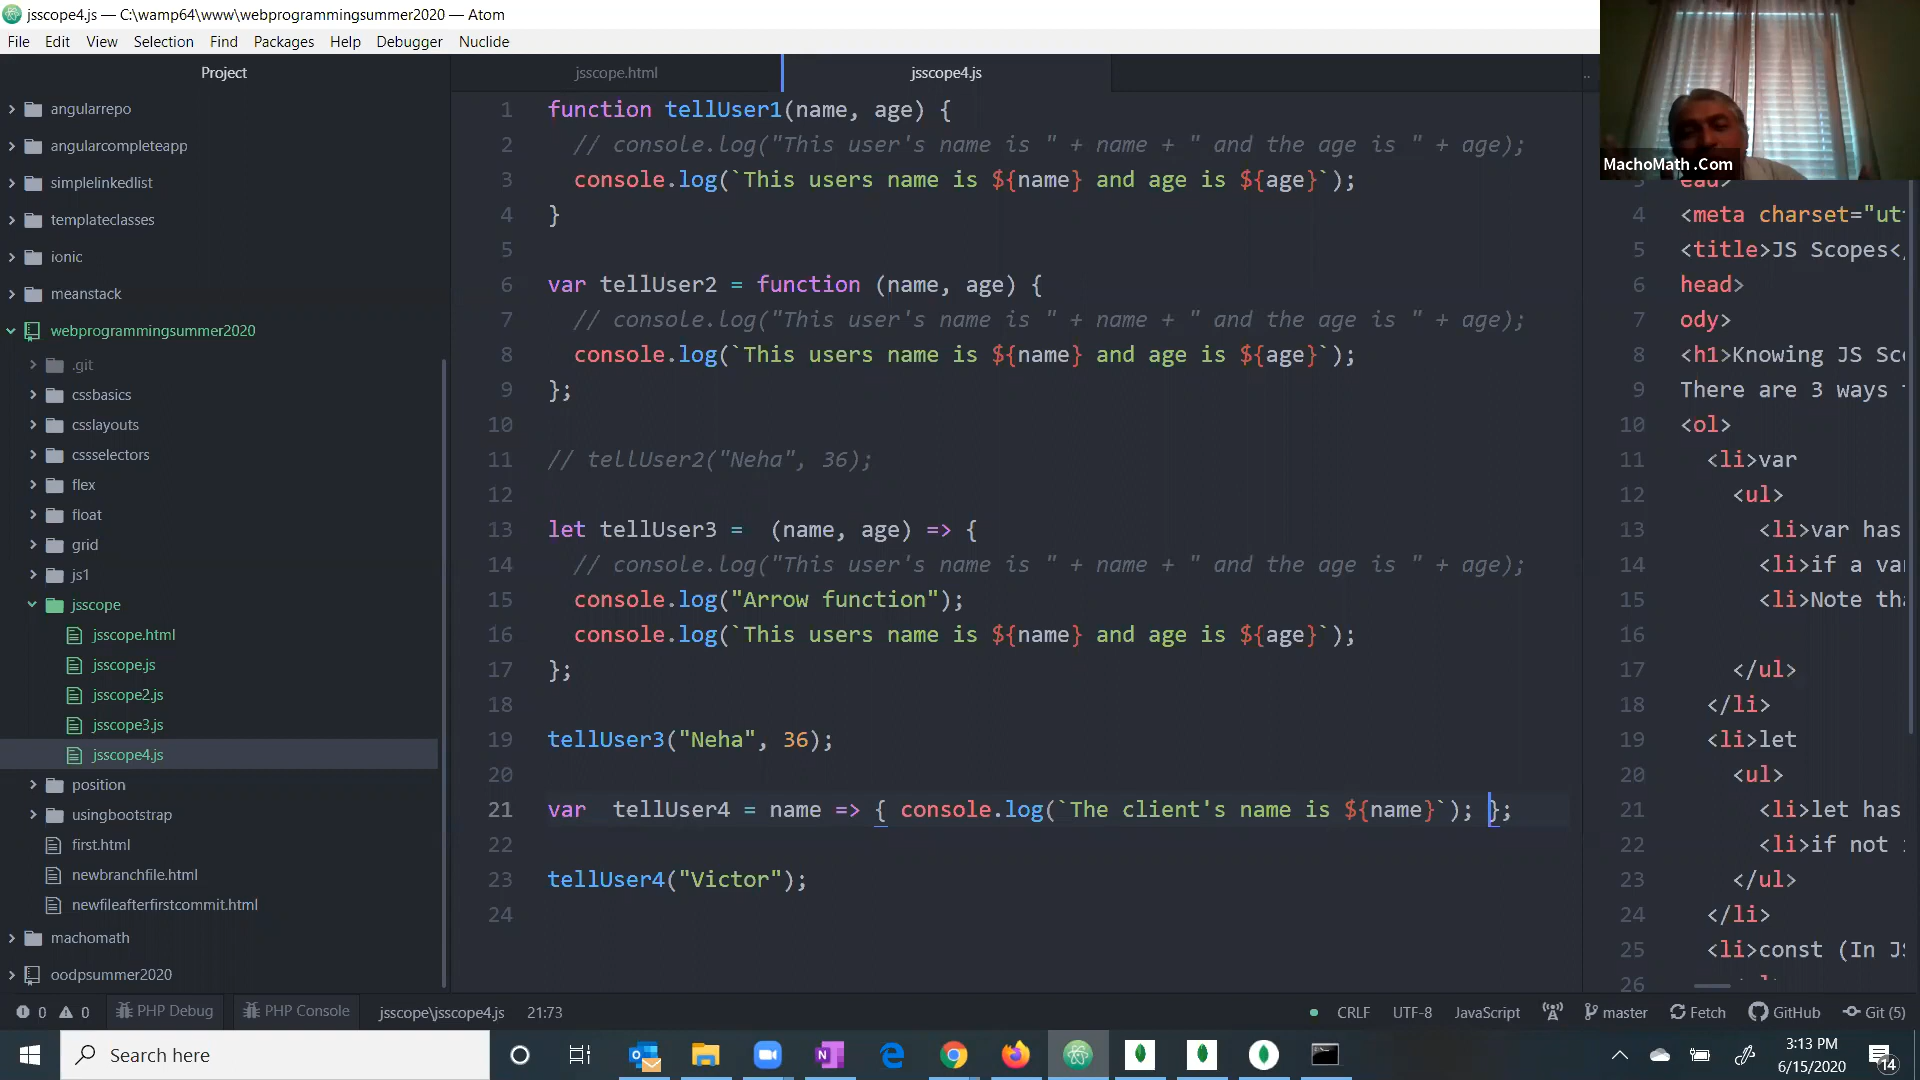 jsscope4.js — C:\wamp64\www\webprogrammingsummer2020 — Atom
File Edit View Selection Find Packages Help Debugger Nuclide
Project
angularrepo
angularcompleteapp
simplelinkedlist
templateclasses
ionic
meanstack
webprogrammingsummer2020
.git
cssbasics
csslayouts
cssselectors
flex
float
grid
js1
jsscope
jsscope.html
jsscope.js
jsscope2.js
jsscope3.js
jsscope4.js
position
usingbootstrap
first.html
newbranchfile.html
newfileafterfirstcommit.html
machomath
oodpsummer2020
jsscope.html jsscope4.js
1 function tellUser1(name, age) {
2 // console.log("This user's name is " + name + " and the age is " + age);
3 console.log(`This users name is ${name} and age is ${age}`);
4 }
5
6 var tellUser2 = function (name, age) {
7 // console.log("This user's name is " + name + " and the age is " + age);
8 console.log(`This users name is ${name} and age is ${age}`);
9 };
10
11 // tellUser2("Neha", 36);
12
13 let tellUser3 =  (name, age) => {
14 // console.log("This user's name is " + name + " and the age is " + age);
15 console.log("Arrow function");
16 console.log(`This users name is ${name} and age is ${age}`);
17 };
18
19 tellUser3("Neha", 36);
20
21 var  tellUser4 = name => { console.log(`The client's name is ${name}`); };
22
23 tellUser4("Victor");
24
MachoMath .Com
4 <meta charset="ut
5 <title>JS Scopes<
6 head>
7 ody>
8 <h1>Knowing JS Sc
9 There are 3 ways
10 <ol>
11 <li>var
12 <ul>
13 <li>var has
14 <li>if a va
15 <li>Note th
16
17 </ul>
18 </li>
19 <li>let
20 <ul>
21 <li>let has
22 <li>if not
23 </ul>
24 </li>
25 <li>const (In J
26
0 0 PHP Debug PHP Console jsscope\jsscope4.js 21:73 CRLF UTF-8 JavaScript master Fetch GitHub Git (5)
Search here
3:13 PM
6/15/2020
14